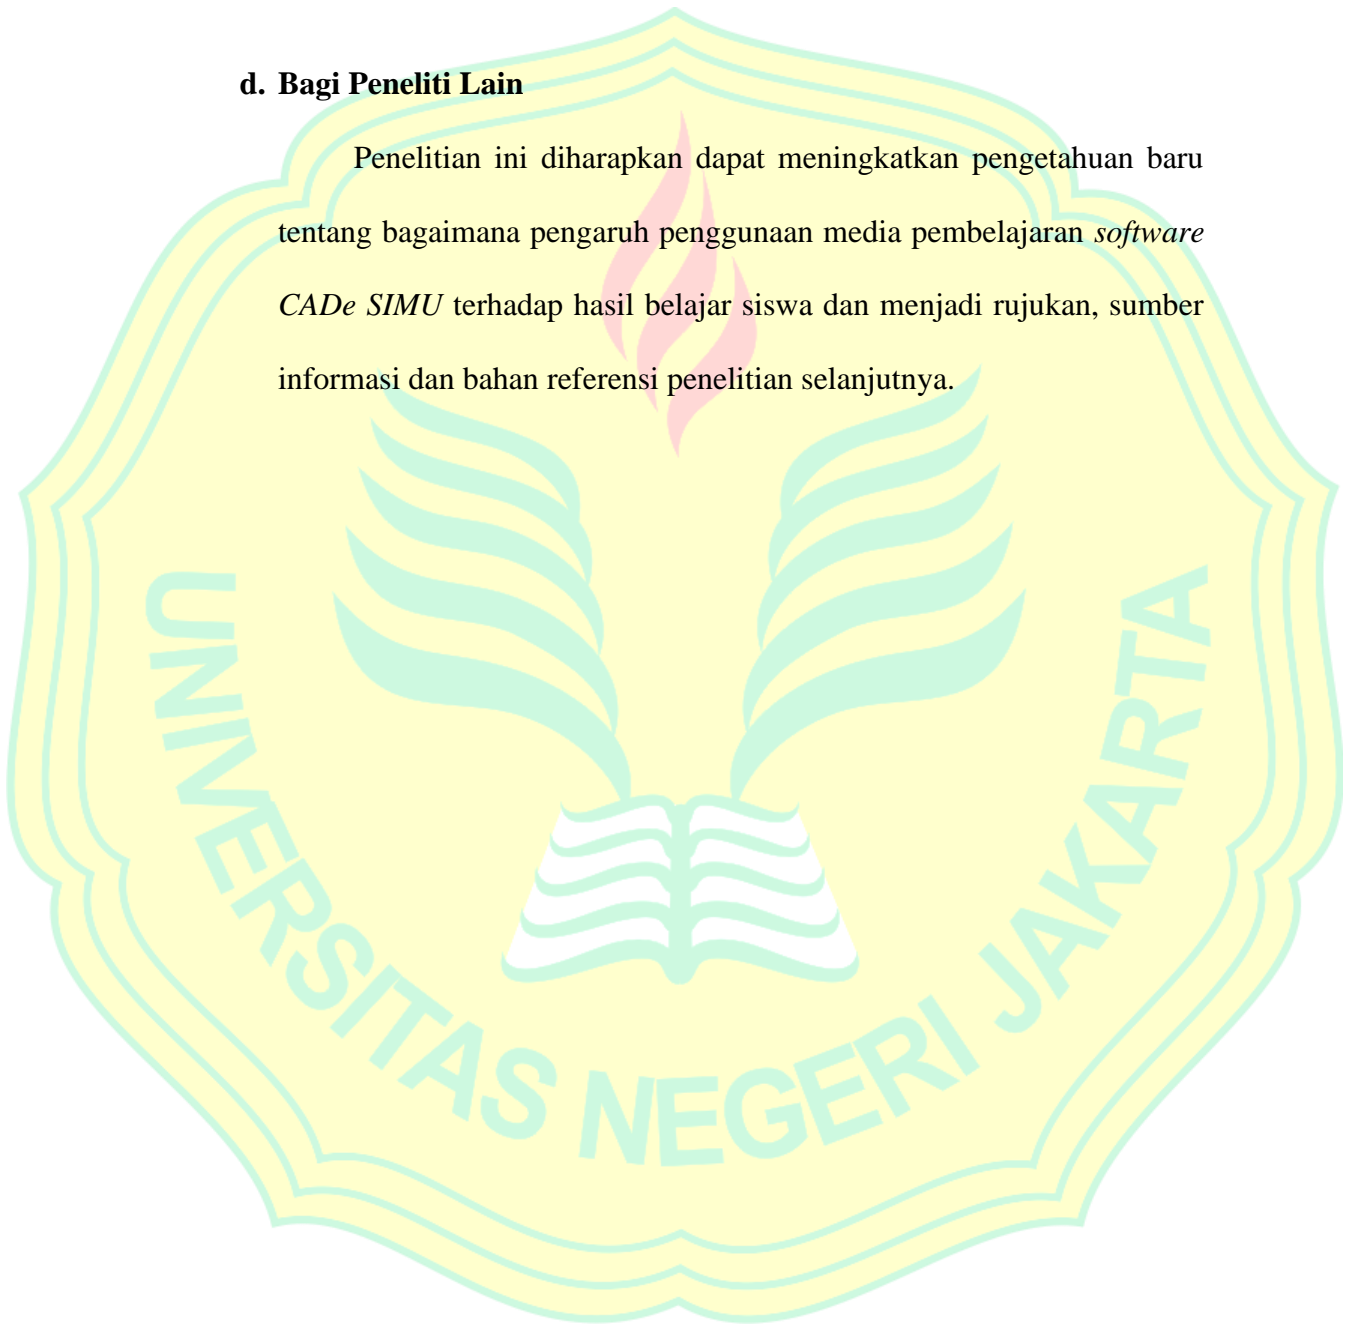 d. Bagi Peneliti Lain
Penelitian ini diharapkan dapat meningkatkan pengetahuan baru
tentang bagaimana pengaruh penggunaan media pembelajaran software
CADe SIMU terhadap hasil belajar siswa dan menjadi rujukan, sumber
informasi dan bahan referensi penelitian selanjutnya.
UNIVERSITAS NEGERI JAKARTA